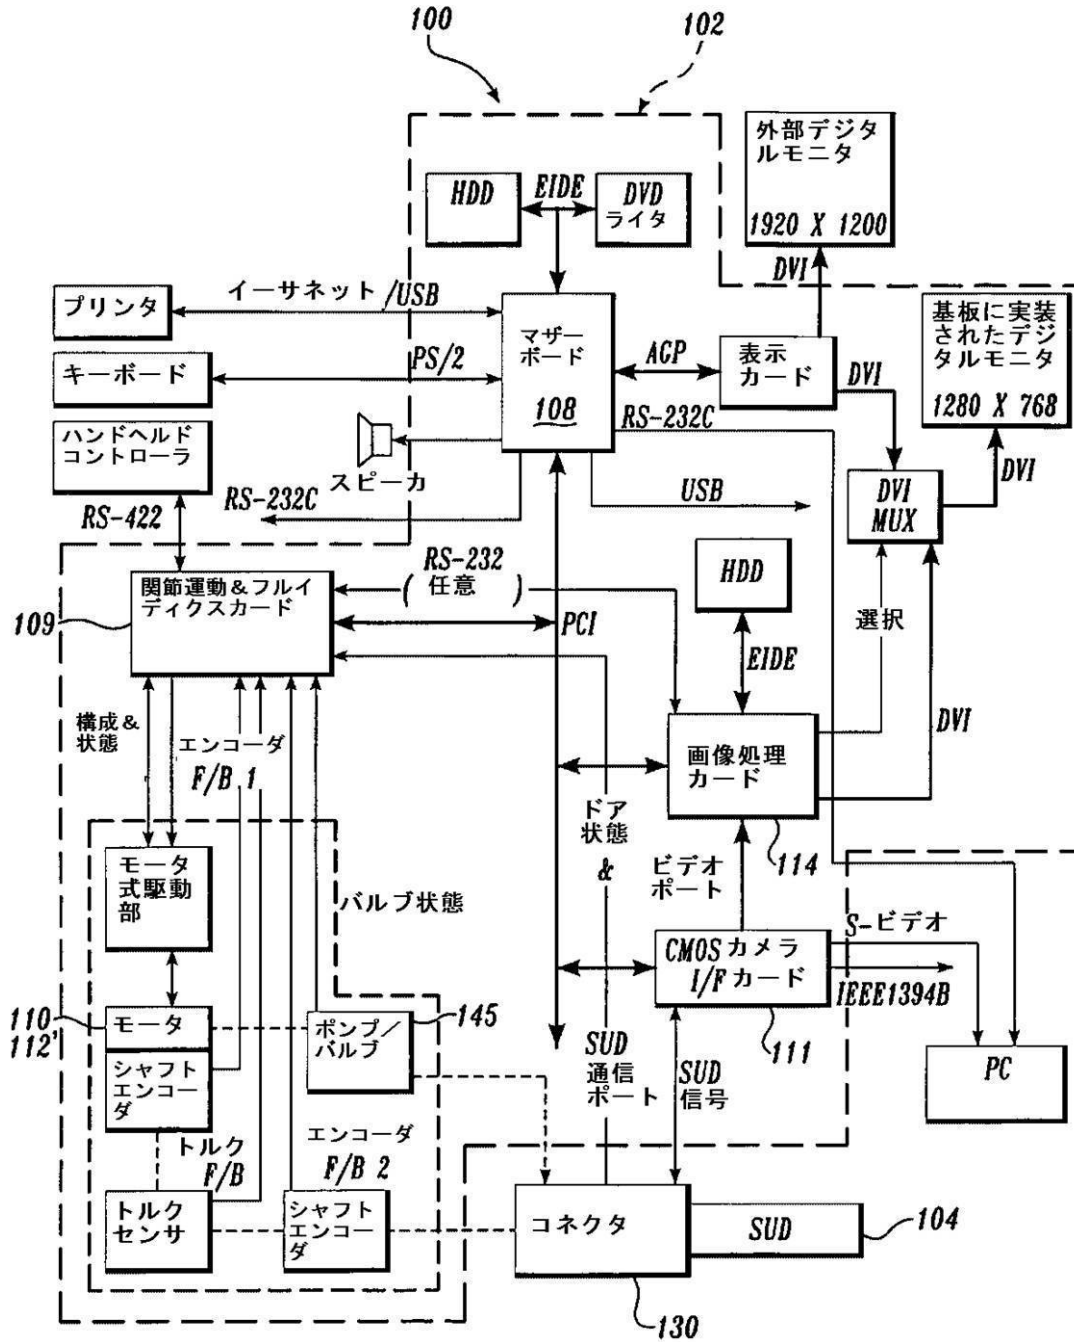 100
102
外部デジタ
ルモニタ
1920 X 1200
HDD
EIDE
DVD
ライタ
DVI
プリンタ
イーサネット/USB
マザー
ボード
108
基板に実装
されたデジ
タルモニタ
1280 X 768
キーボード
PS/2
AGP
表示
カード
DVI
RS-232C
ハンドヘルド
コントローラ
スピーカ
RS-232C
USB
DVI
MUX
DVI
RS-422
RS-232
(任意)
HDD
関節運動&フルイ
ディクスカード
109
PCI
選択
EIDE
構成&
状態
エンコーダ
F/B 1
画像処理
カード
DVI
ドア
状態
&
ビデオ
ポート
114
モータ
式駆動
部
バルブ状態
S-ビデオ
CMOSカメラ
I/Fカード
IEEE1394B
110
112'
モータ
ポンプ/
バルブ
145
シャフト
エンコー
ダ
SUD
通信
ポート
SUD
信号
111
PC
トルク
F/B
エンコーダ
F/B 2
トルク
センサ
シャフト
エンコー
ダ
コネクタ
SUD
104
130